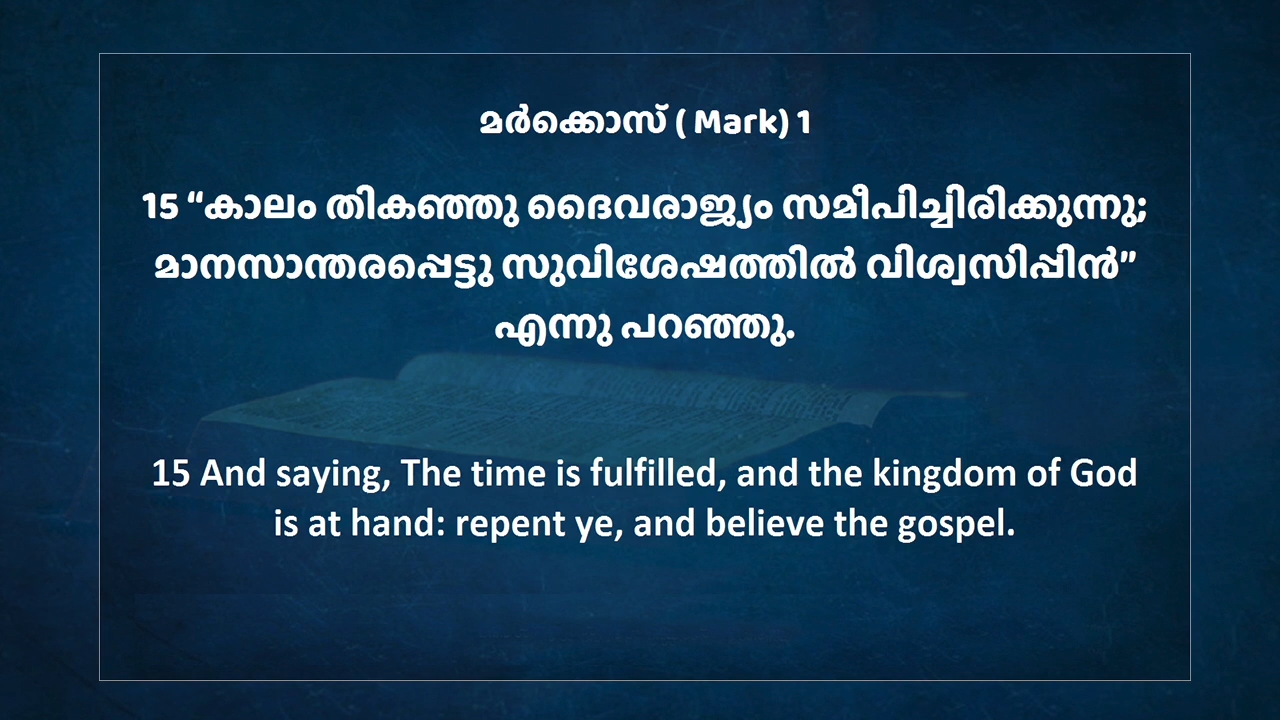 മർക്കൊസ് ( Mark) 1
15 “കാലം തികഞ്ഞു ദൈവരാജ്യം സമീപിച്ചിരിക്കുന്നു;
മാനസാന്തരപ്പെട്ടു സുവിശേഷത്തിൽ വിശ്വസിപ്പിൻ”
എന്നു പറഞ്ഞു.
15 And saying, The time is fulfilled, and the kingdom of God
is at hand: repent ye, and believe the gospel.